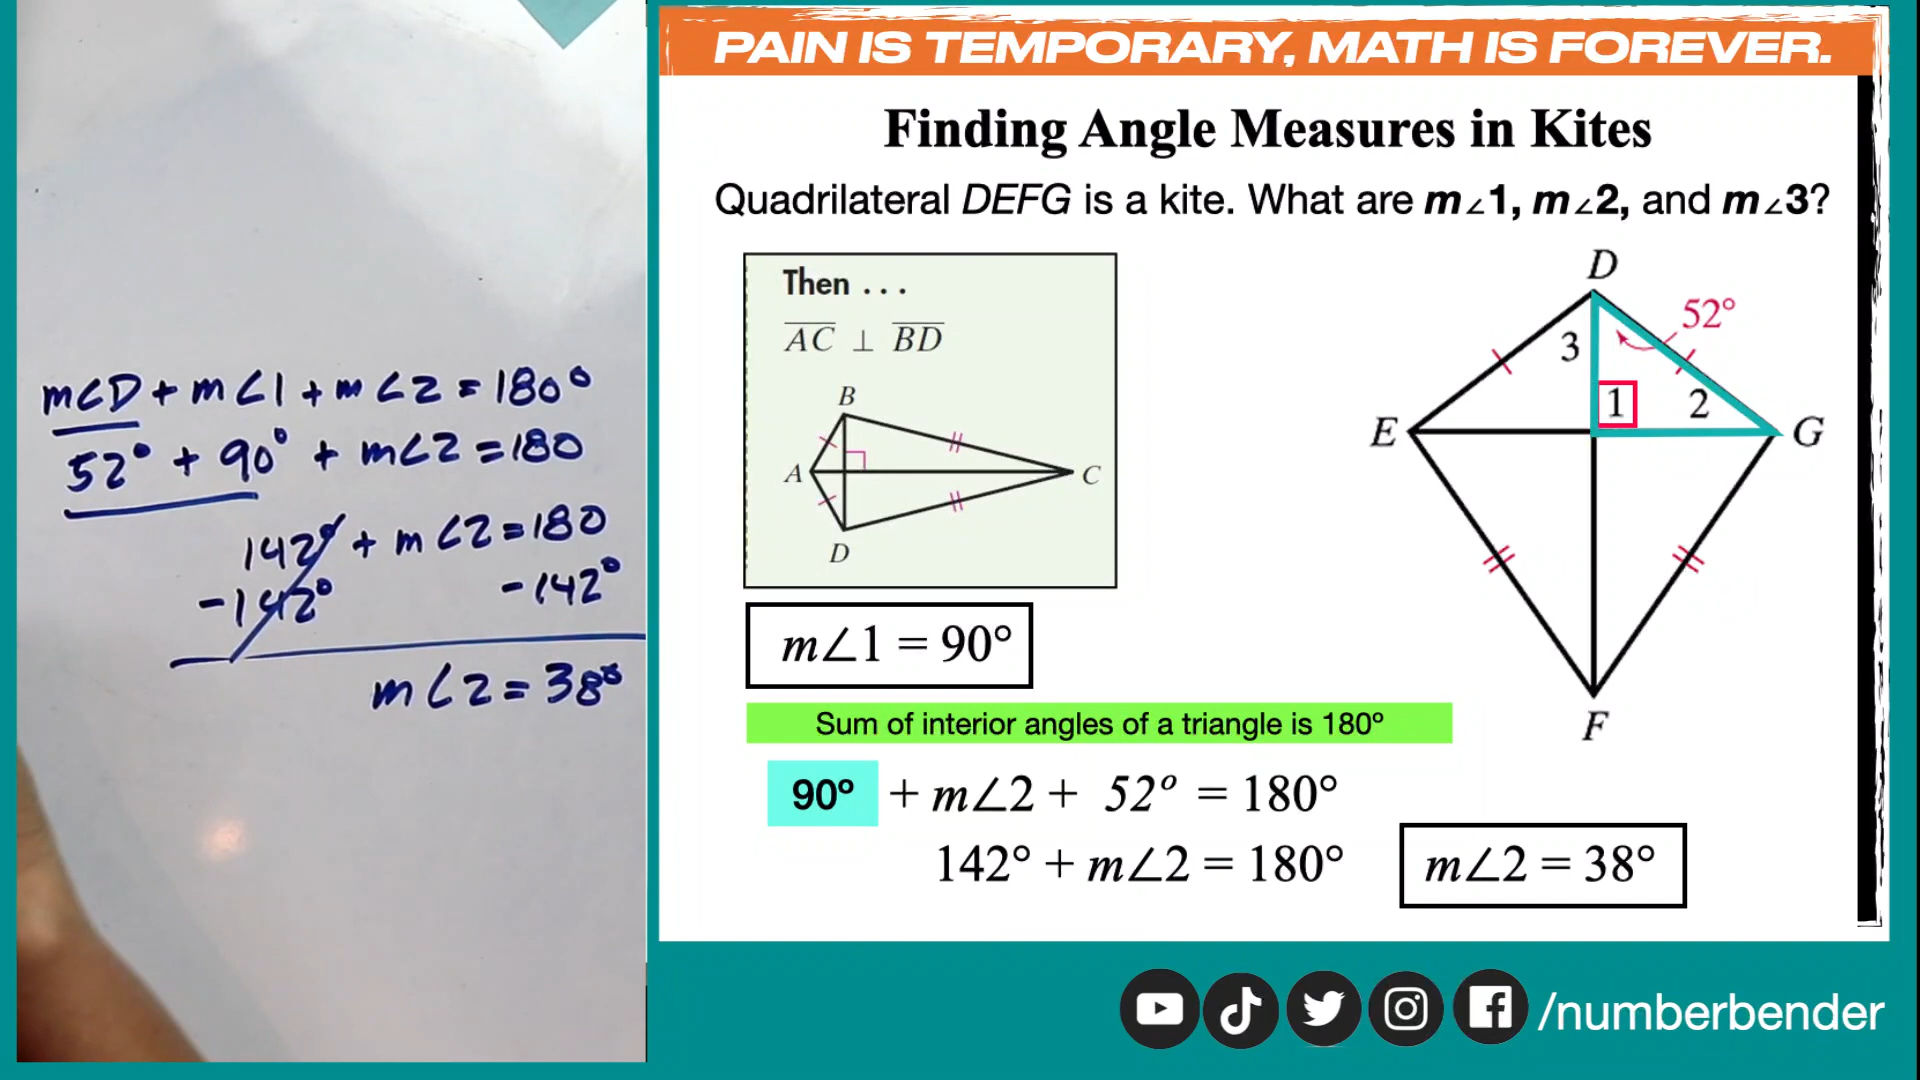 PAIN IS TEMPORARY, MATH IS FOREVER.
Finding Angle Measures in Kites
Quadrilateral DEFG is a kite. What are m∠1, m∠2, and m∠3?
Then . . .
AC ⊥ BD
B
A
C
D
D
52°
3
1
2
E
G
F
m∠1 = 90°
Sum of interior angles of a triangle is 180º
90º + m∠2 + 52º = 180°
142° + m∠2 = 180°
m∠2 = 38°
m∠D + m∠1 + m∠2 = 180°
52° + 90° + m∠2 = 180
142° + m∠2 = 180
-142° -142°
m∠2 = 38°
/numberbender